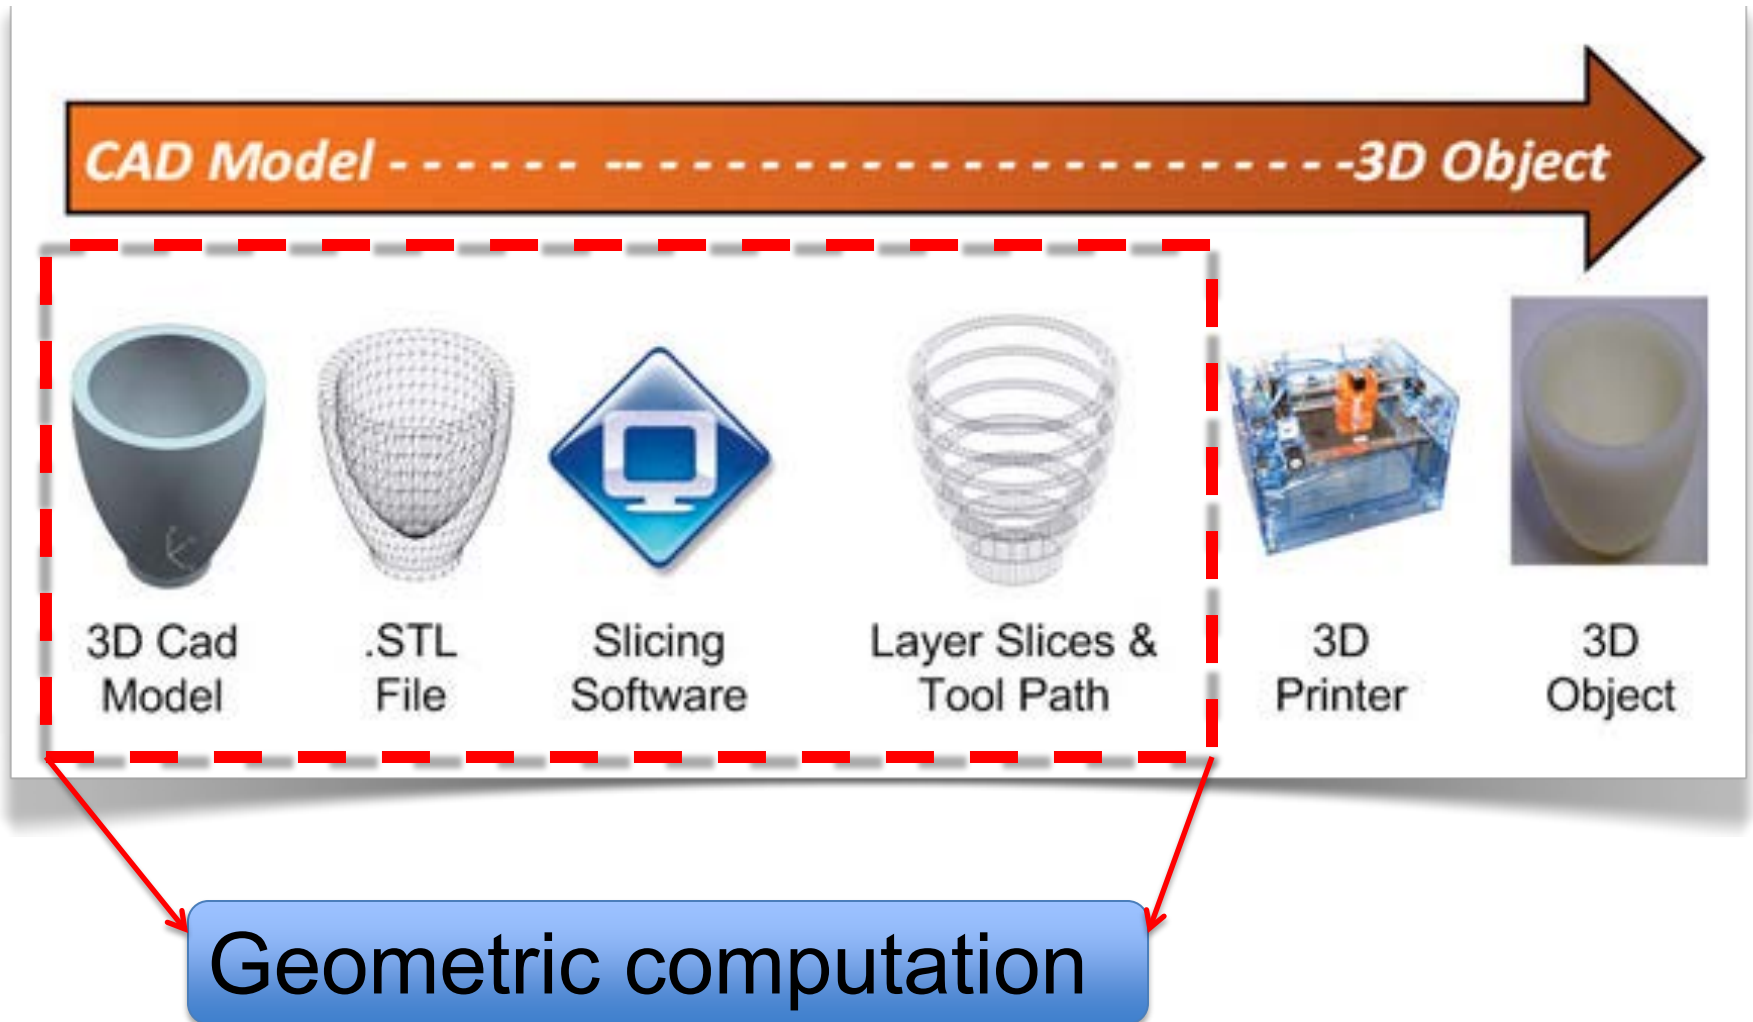 CAD Model - - - - - - -- - - - - - - - - - - - - - - - - - - - - -3D Object
3D Cad
Model
.STL
File
Slicing
Software
Layer Slices &
Tool Path
3D
Printer
3D
Object
Geometric computation